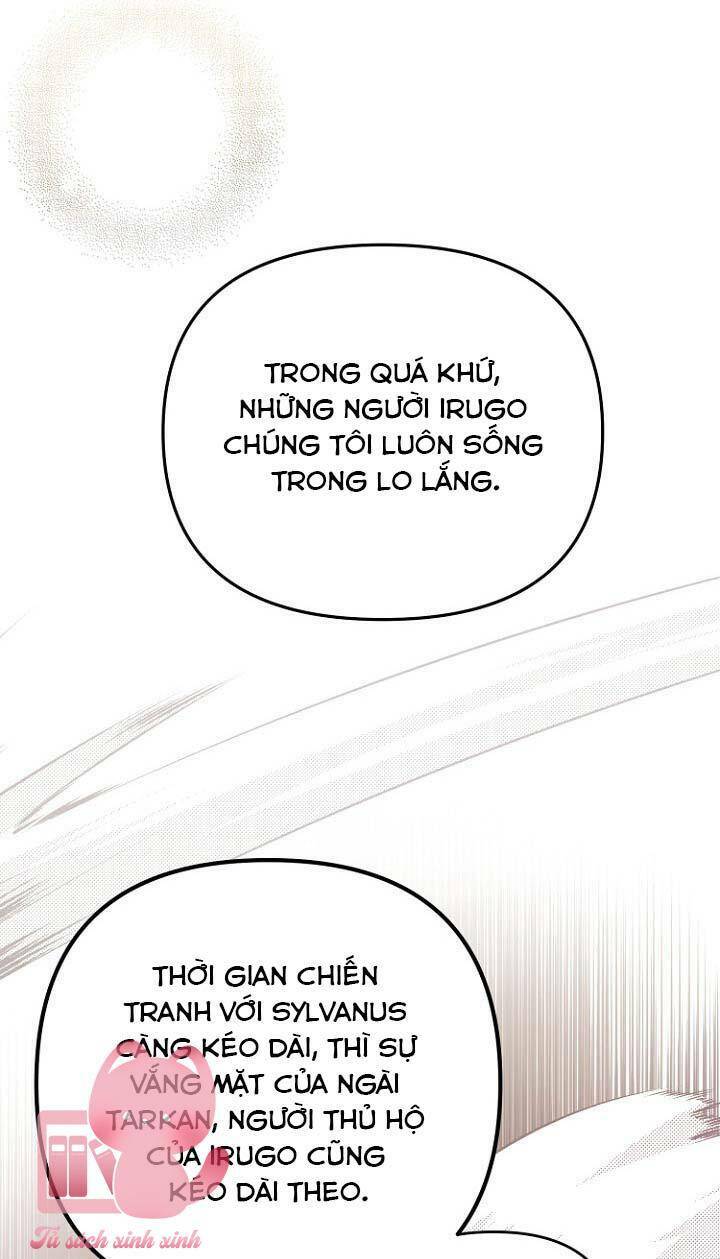 TRONG QUÁ KHỨ,
NHỮNG NGƯỜI IRUGO
CHÚNG TÔI LUÔN SỐNG
TRONG LO LẮNG.
THỜI GIAN CHIẾN
TRANH VỚI SYLVANUS
CÀNG KÉO DÀI, THÌ SỰ
VẮNG MẶT CỦA NGÀI
TARKAN, NGƯỜI THỦ HỘ
CỦA IRUGO CŨNG
KÉO DÀI THEO.
Tủ sách xinh xinh